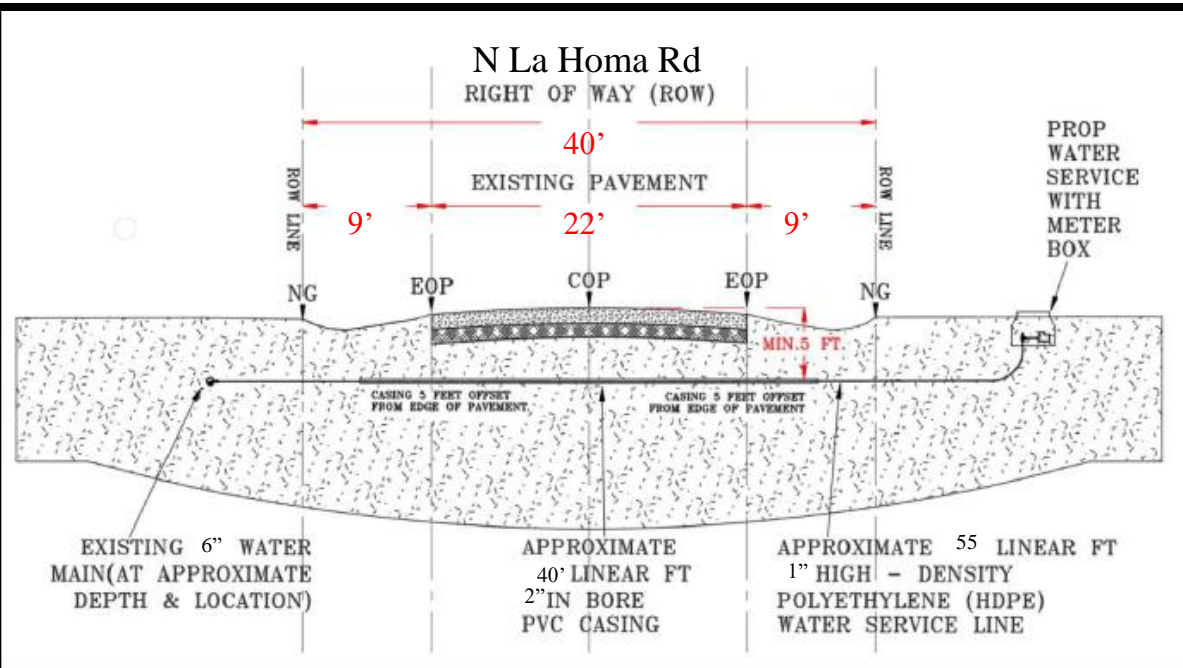 N La Homa Rd
RIGHT OF WAY (ROW)
40’
EXISTING PAVEMENT
9’
22’
9’
ROW LINE
ROW LINE
PROP
WATER
SERVICE
WITH
METER
BOX
NG
EOP
COP
EOP
NG
MIN.5 FT.
CASING 5 FEET OFFSET
FROM EDGE OF PAVEMENT
CASING 5 FEET OFFSET
FROM EDGE OF PAVEMENT
EXISTING 6” WATER
MAIN(AT APPROXIMATE
DEPTH & LOCATION)
APPROXIMATE
40’ LINEAR FT
2”IN BORE
PVC CASING
APPROXIMATE 55 LINEAR FT
1” HIGH - DENSITY
POLYETHYLENE (HDPE)
WATER SERVICE LINE